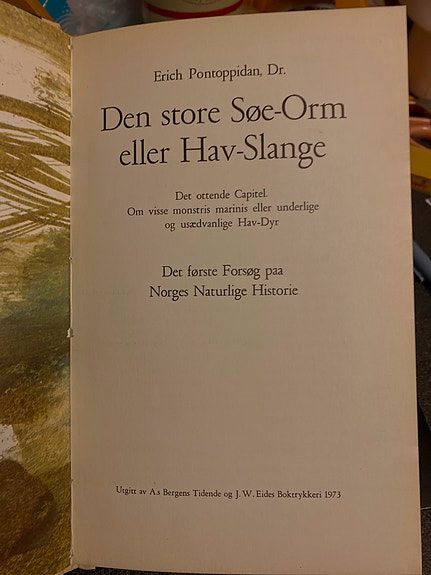 Erich Pontoppidan, Dr.
Den store Søe-Orm
eller Hav-Slange
Det ottende Capitel.
Om visse monstris marinis eller underlige
og usædvanlige Hav-Dyr
Det første Forsøg paa
Norges Naturlige Historie
Utgitt av A.s Bergens Tidende og J. W. Eides Boktrykkeri 1973